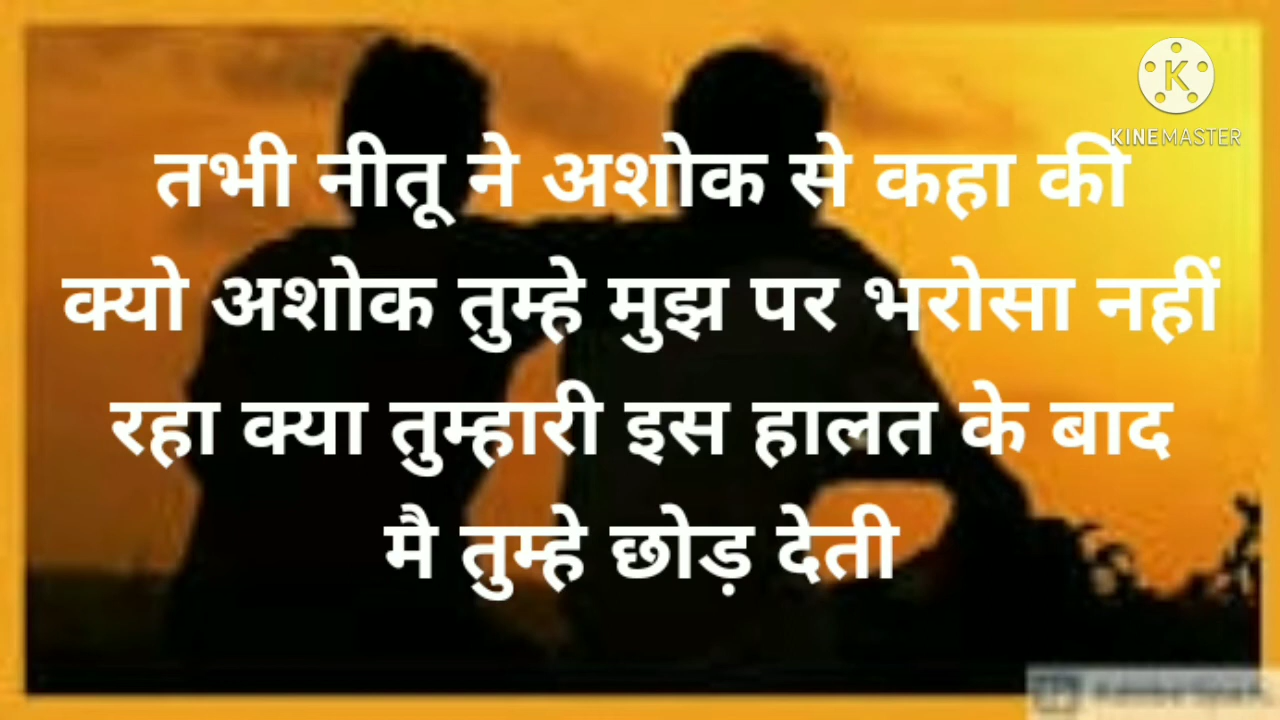 KINEMASTER
तभी नीतू ने अशोक से कहा की
क्यो अशोक तुम्हे मुझ पर भरोसा नहीं
रहा क्या तुम्हारी इस हालत के बाद
मै तुम्हे छोड़ देती